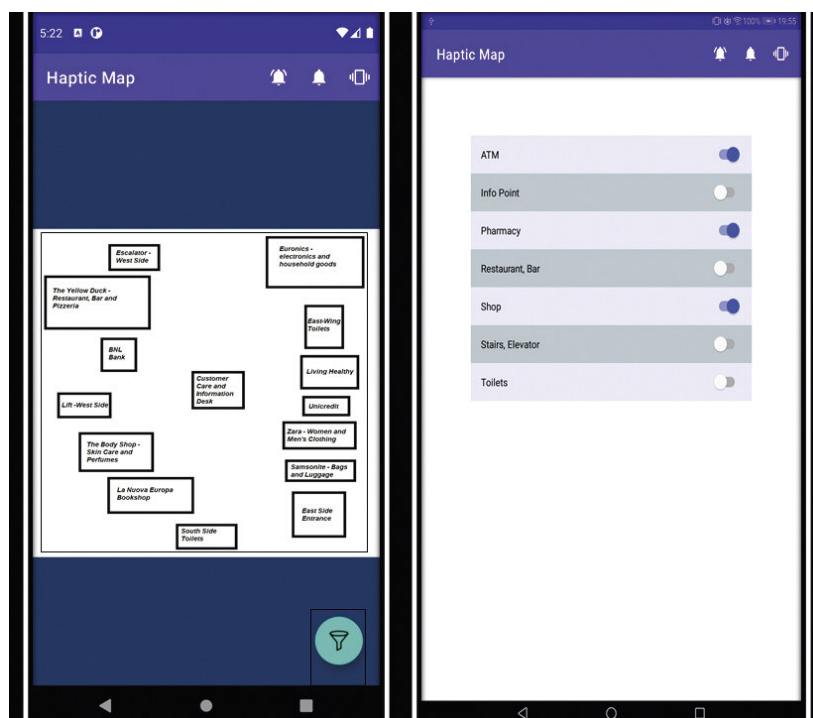 5:22
Haptic Map
Escalator -
West Side
Euronics -
electronics and
household goods
The Yellow Duck -
Restaurant, Bar and
Pizzeria
East-Wing
Toilets
BNL
Bank
Living Healthy
Customer
Care and
Information
Desk
Lift -West Side
Unicredit
Zara - Women and
Men's Clothing
The Body Shop -
Skin Care and
Perfumes
Samsonite - Bags
and Luggage
La Nuova Europa
Bookshop
East Side
Entrance
South Side
Toilets
100% 19:55
Haptic Map
ATM
Info Point
Pharmacy
Restaurant, Bar
Shop
Stairs, Elevator
Toilets